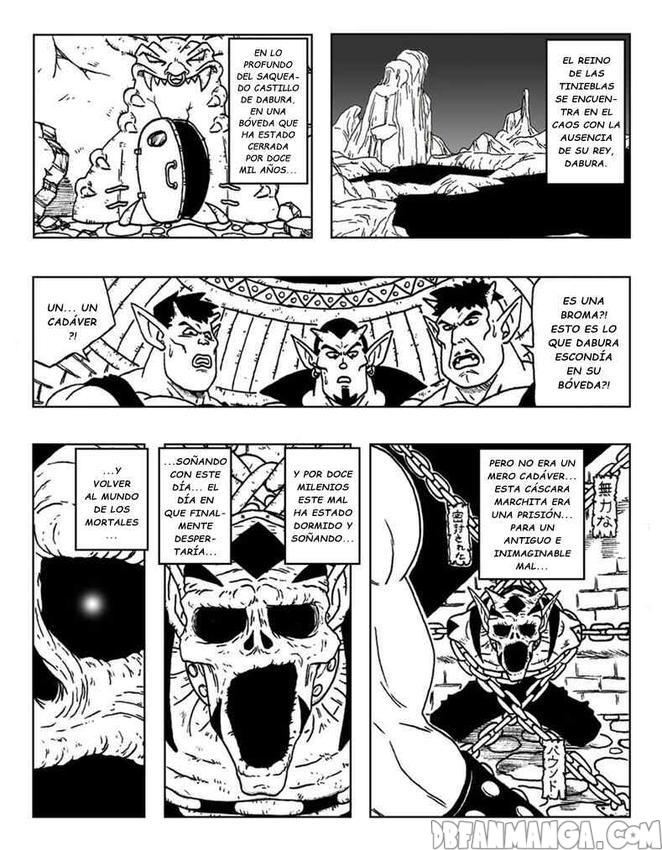 EL REINO
DE LAS
TINIEBLAS
SE ENCUEN-
TRA EN EL
CAOS CON LA
AUSENCIA
DE SU REY,
DABURA.
EN LO
PROFUNDO
DEL SAQUEA-
DO CASTILLO
DE DABURA,
EN UNA
BÓVEDA QUE
HA ESTADO
CERRADA
POR DOCE
MIL AÑOS...
ES UNA
BROMA?!
ESTO ES LO
QUE DABURA
ESCONDÍA
EN SU
BÓVEDA?!
UN... UN
CADÁVER
?!
PERO NO ERA UN
MERO CADÁVER...
ESTA CÁSCARA
MARCHITA ERA
UNA PRISIÓN...
PARA UN
ANTIGUO E
INIMAGINABLE
MAL...
無力な
密封された
バウンド
Y POR DOCE
MILENIOS
ESTE MAL
HA ESTADO
DORMIDO Y
SOÑANDO...
...SOÑANDO
CON ESTE
DÍA... EL
DÍA EN
QUE FINAL-
MENTE
DESPER-
TARÍA...
...Y
VOLVER
AL MUNDO
DE LOS
MORTALES...
DBFANMANGA.COM